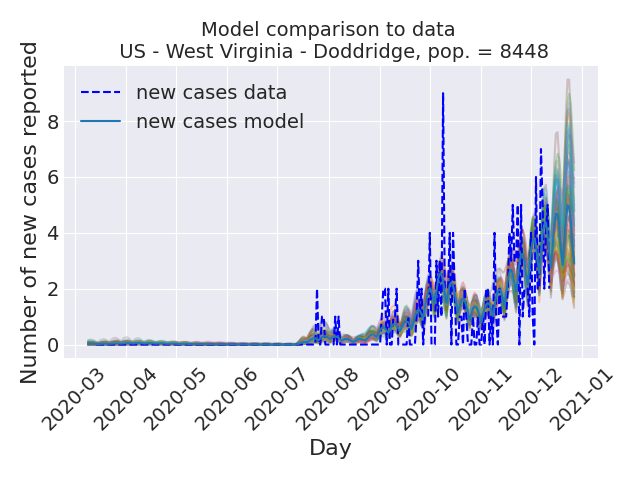 Model comparison to data
US - West Virginia - Doddridge, pop. = 8448
Number of new cases reported
8
6
4
2
0
new cases data
new cases model
2020-03
2020-04
2020-05
2020-06
2020-07
2020-08
2020-09
2020-10
2020-11
2020-12
2021-01
Day